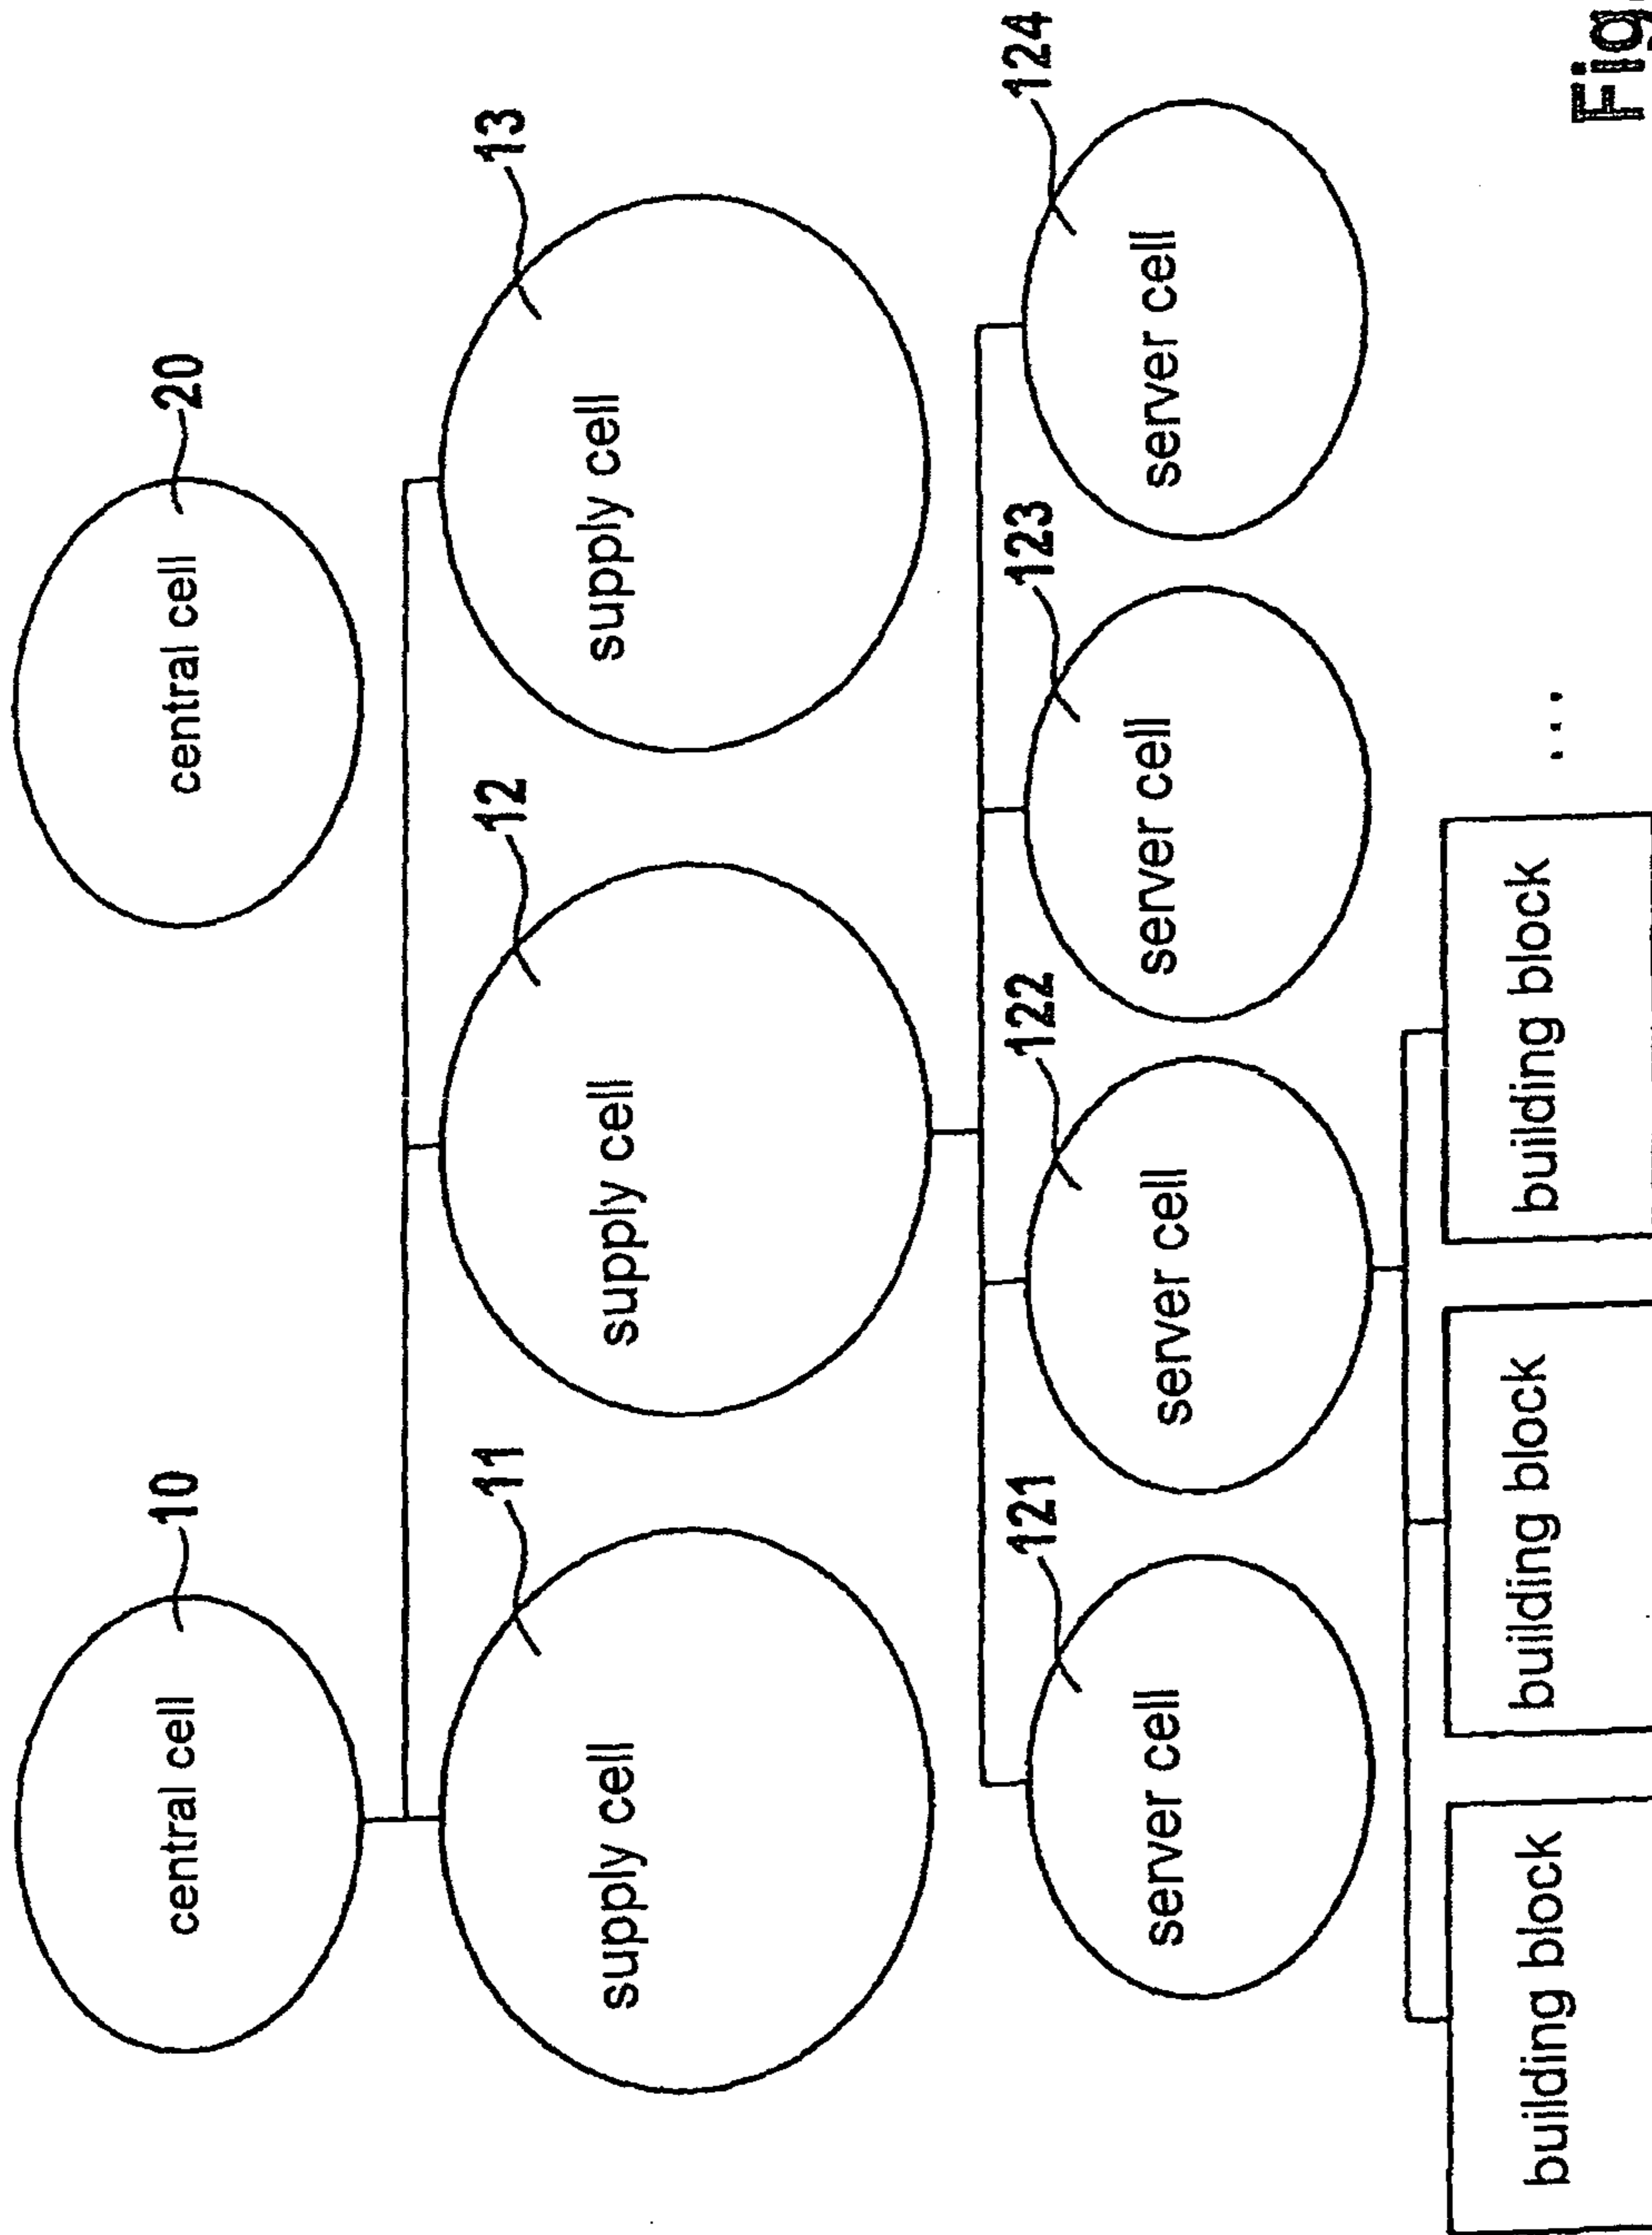 10
20
central cell
central cell
11
12
13
supply cell
supply cell
supply cell
121
122
123
124
server cell
server cell
server cell
server cell
building block
building block
building block
...
Fig